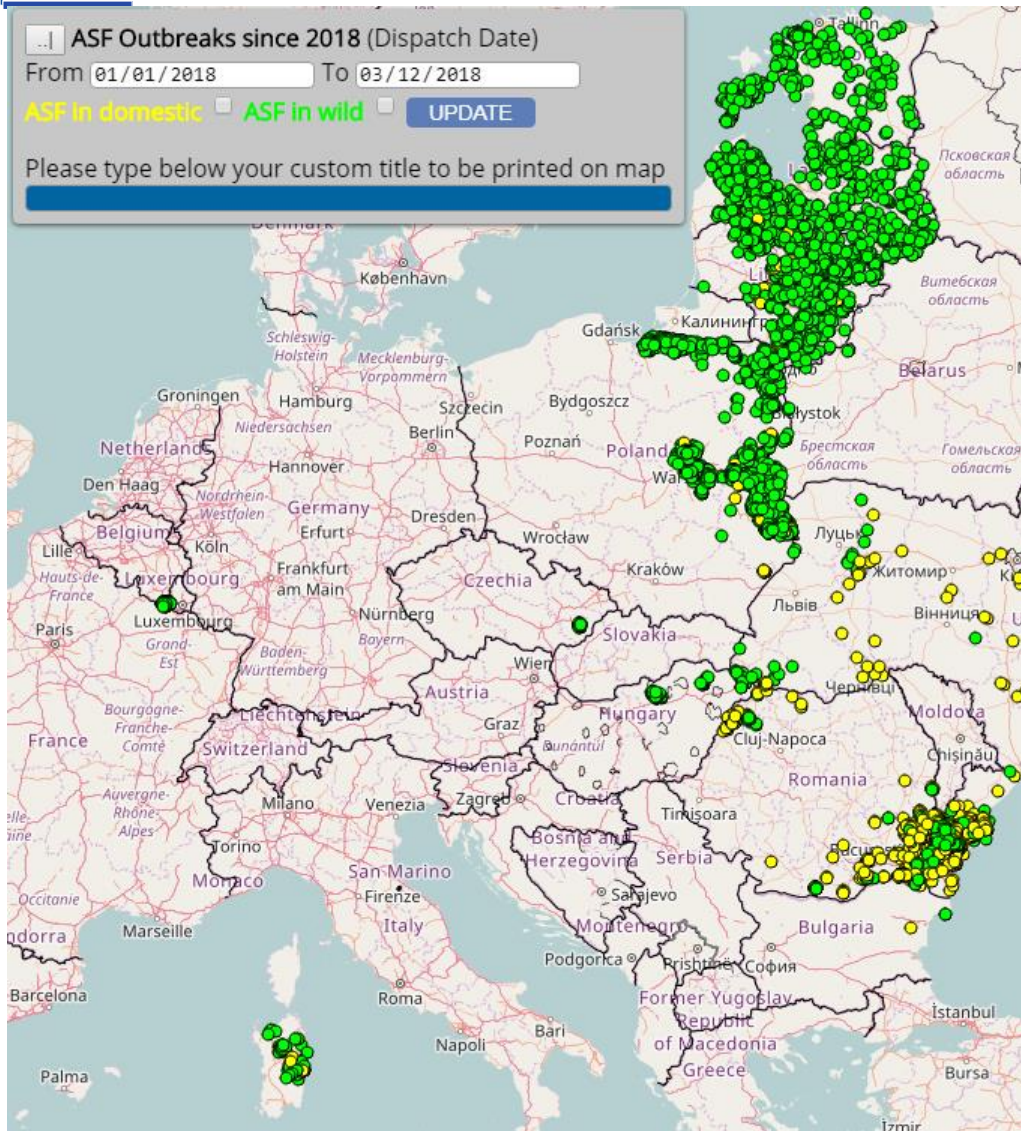 ..| ASF Outbreaks since 2018 (Dispatch Date)
From 01/01/2018 To 03/12/2018
ASF in domestic ASF in wild UPDATE
Please type below your custom title to be printed on map
Tallinn
Псковская
область
København
Витебская
область
Gdańsk
Schleswig-
Holstein
Mecklenburg-
Vorpommern
Belarus
Groningen
Hamburg
Szczecin
Bydgoszcz
Białystok
Niedersachsen
Berlin
Netherlands
Hannover
Poznań
Poland
Брестская
область
Гомельская
область
Den Haag
Nordrhein-
Westfalen
Germany
Belgium
Erfurt
Dresden
Wrocław
Lille
Köln
Hauts-de-
France
Luxembourg
Frankfurt
am Main
Czechia
Kraków
Житомир
Luxembourg
Nürnberg
Львів
Вінниця
Paris
Grand-
Est
Bayern
Slovakia
Baden-
Württemberg
Wien
Чернівці
Austria
Bourgogne-
Franche-
Comté
Liechtenstein
Graz
Hungary
Moldova
France
Switzerland
Dunántúl
Cluj-Napoca
Chișinău
Slovenia
Romania
Auvergne-
Rhône-
Alpes
Milano
Venezia
Zagreb
Croatia
Timișoara
Torino
Bosnia and
Herzegovina
Serbia
Monaco
San Marino
Occitanie
Firenze
Sarajevo
Marseille
Italy
Montenegro
Bulgaria
Podgorica
Prishtinë
София
Barcelona
Roma
Former Yugoslav
Republic
of Macedonia
İstanbul
Bari
Napoli
Palma
Greece
Bursa
İzmir